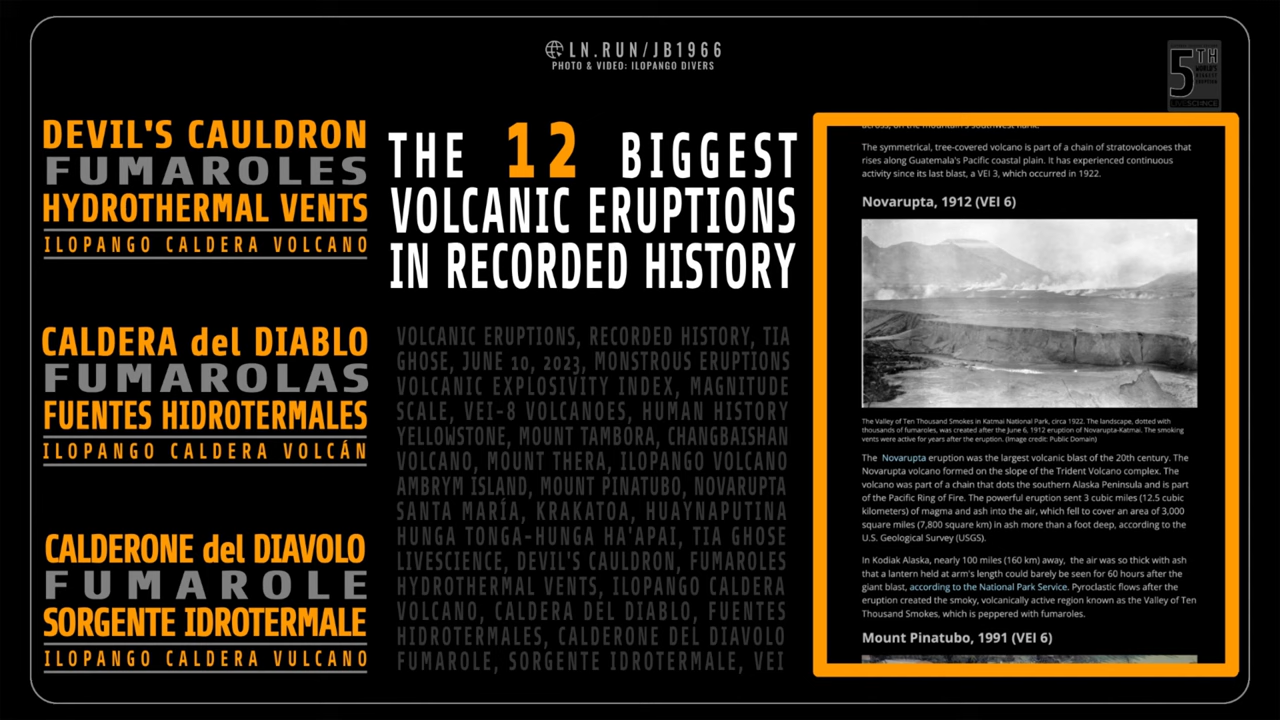 LN.RUN/JB1966
PHOTO & VIDEO: ILOPANGO DIVERS
5TH
WORLD'S
BIGGEST
ERUPTION
LIVESCIENCE
DEVIL'S CAULDRON
FUMAROLES
HYDROTHERMAL VENTS
ILOPANGO CALDERA VOLCANO
CALDERA del DIABLO
FUMAROLAS
FUENTES HIDROTERMALES
ILOPANGO CALDERA VOLCÁN
CALDERONE del DIAVOLO
FUMAROLE
SORGENTE IDROTERMALE
ILOPANGO CALDERA VULCANO
THE 12 BIGGEST
VOLCANIC ERUPTIONS
IN RECORDED HISTORY
VOLCANIC ERUPTIONS, RECORDED HISTORY, TIA
GHOSE, JUNE 10, 2023, MONSTROUS ERUPTIONS
VOLCANIC EXPLOSIVITY INDEX, MAGNITUDE
SCALE, VEI-8 VOLCANOES, HUMAN HISTORY
YELLOWSTONE, MOUNT TAMBORA, CHANGBAISHAN
VOLCANO, MOUNT THERA, ILOPANGO VOLCANO
AMBRYM ISLAND, MOUNT PINATUBO, NOVARUPTA
SANTA MARÍA, KRAKATOA, HUAYNAPUTINA
HUNGA TONGA-HUNGA HA'APAI, TIA GHOSE
LIVESCIENCE, DEVIL'S CAULDRON, FUMAROLES
HYDROTHERMAL VENTS, ILOPANGO CALDERA
VOLCANO, CALDERA DEL DIABLO, FUENTES
HIDROTERMALES, CALDERONE DEL DIAVOLO
FUMAROLE, SORGENTE IDROTERMALE, VEI
across, on the mountain's southwest flank.
The symmetrical, tree-covered volcano is part of a chain of stratovolcanoes that
rises along Guatemala's Pacific coastal plain. It has experienced continuous
activity since its last blast, a VEI 3, which occurred in 1922.
Novarupta, 1912 (VEI 6)
The Valley of Ten Thousand Smokes in Katmai National Park, circa 1922. The landscape, dotted with
thousands of fumaroles, was created after the June 6, 1912 eruption of Novarupta-Katmai. The smoking
vents were active for years after the eruption. (Image credit: Public Domain)
The Novarupta eruption was the largest volcanic blast of the 20th century. The
Novarupta volcano formed on the slope of the Trident Volcano complex. The
volcano was part of a chain that dots the southern Alaska Peninsula and is part
of the Pacific Ring of Fire. The powerful eruption sent 3 cubic miles (12.5 cubic
kilometers) of magma and ash into the air, which fell to cover an area of 3,000
square miles (7,800 square km) in ash more than a foot deep, according to the
U.S. Geological Survey (USGS).
In Kodiak Alaska, nearly 100 miles (160 km) away, the air was so thick with ash
that a lantern held at arm's length could barely be seen for 60 hours after the
giant blast, according to the National Park Service. Pyroclastic flows after the
eruption created the smoky, volcanically active region known as the Valley of Ten
Thousand Smokes, which is peppered with fumaroles.
Mount Pinatubo, 1991 (VEI 6)